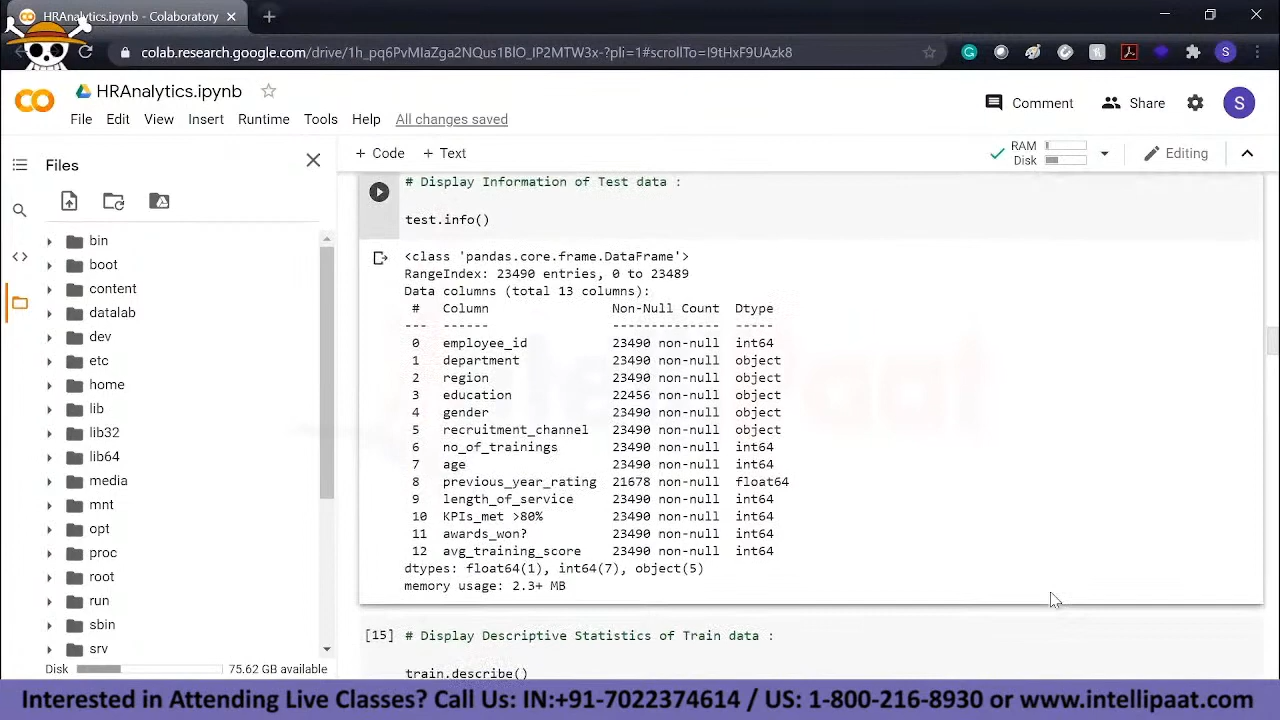 HRAnalytics.ipynb - Colaboratory
colab.research.google.com/drive/1h_pq6PvMIaZga2NQbx1BIO_IP2MTW3x-?pli=1#scrollTo=I9tHxF9UAzk8
HRAnalytics.ipynb
Comment
Share
S
File Edit View Insert Runtime Tools Help All changes saved
Files
+ Code + Text
RAM
Disk
Editing
bin
boot
content
datalab
dev
etc
home
lib
lib32
lib64
media
mnt
opt
proc
root
run
sbin
srv
Disk 75.62 GB available
# Display Information of Test data :
test.info()
<class 'pandas.core.frame.DataFrame'>
RangeIndex: 23490 entries, 0 to 23489
Data columns (total 13 columns):
# Column Non-Null Count Dtype
--- ------ -------------- -----
0 employee_id 23490 non-null int64
1 department 23490 non-null object
2 region 23490 non-null object
3 education 22456 non-null object
4 gender 23490 non-null object
5 recruitment_channel 23490 non-null object
6 no_of_trainings 23490 non-null int64
7 age 23490 non-null int64
8 previous_year_rating 21678 non-null float64
9 length_of_service 23490 non-null int64
10 KPIs_met >80% 23490 non-null int64
11 awards_won? 23490 non-null int64
12 avg_training_score 23490 non-null int64
dtypes: float64(1), int64(7), object(5)
memory usage: 2.3+ MB
[15] # Display Descriptive Statistics of Train data :
train.describe()
Interested in Attending Live Classes? Call Us: IN:+91-7022374614 / US: 1-800-216-8930 or www.intellipaat.com